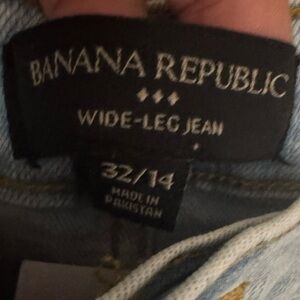 BANANA REPUBLIC
WIDE-LEG JEAN
32/14
MADE IN
PAKISTAN